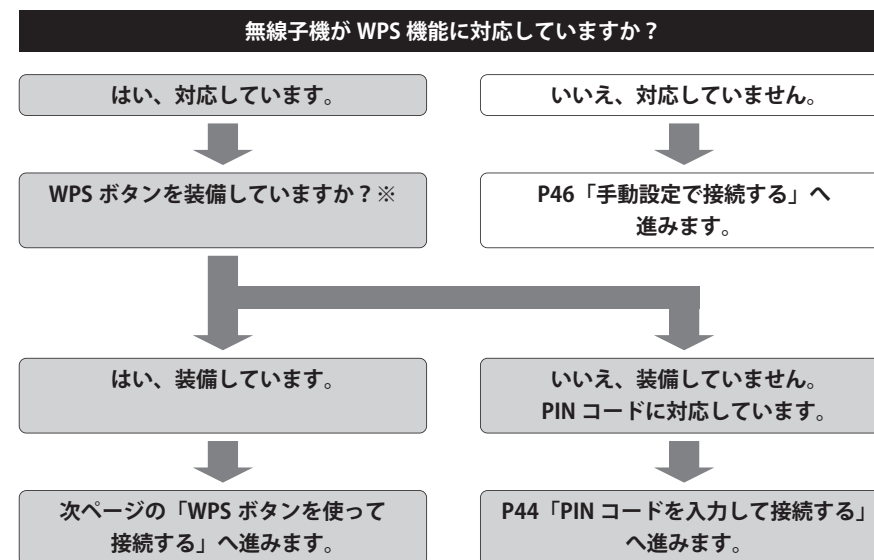 無線子機が WPS 機能に対応していますか？
はい、対応しています。
いいえ、対応していません。
WPS ボタンを装備していますか？※
P46「手動設定で接続する」へ
進みます。
はい、装備しています。
いいえ、装備していません。
PIN コードに対応しています。
次ページの「WPS ボタンを使って
接続する」へ進みます。
P44「PIN コードを入力して接続する」
へ進みます。